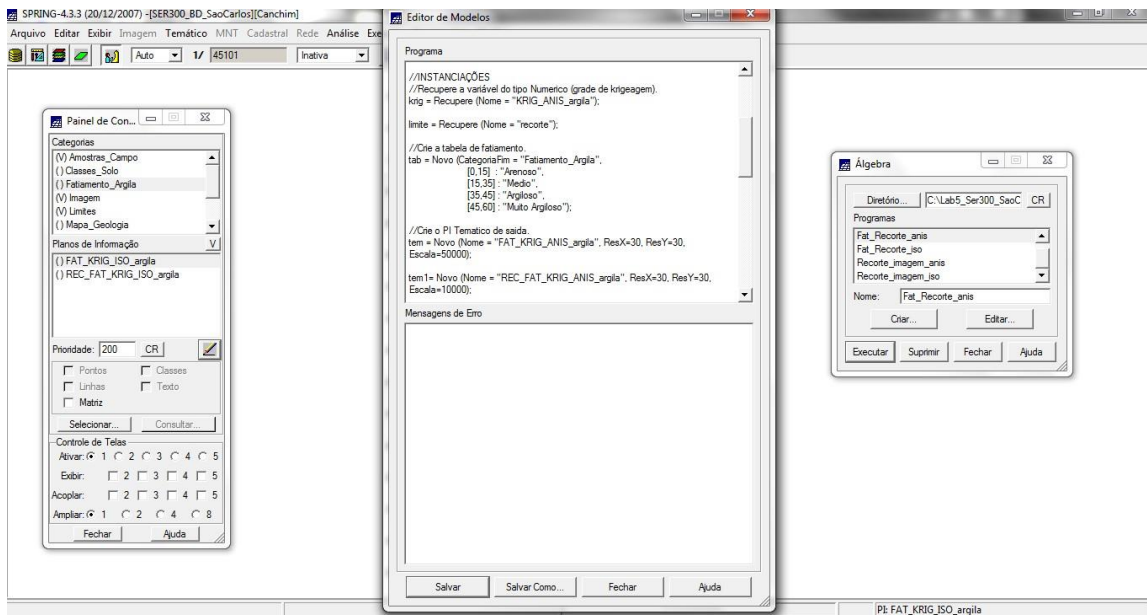 SPRING-4.3.3 (20/12/2007) -[SER300_BD_SaoCarlos][Canchim]
Arquivo Editar Exibir Imagem Temático MNT Cadastral Rede Análise Exe
Auto 1/ 45101 Inativa
Painel de Con...
Categorias
(V) Amostras_Campo
( ) Classes_Solo
( ) Fatiamento_Argila
(V) Imagem
(V) Limites
( ) Mapa_Geologia
Planos de Informação V
( ) FAT_KRIG_ISO_argila
( ) REC_FAT_KRIG_ISO_argila
Prioridade: 200 CR
Pontos Classes
Linhas Texto
Matriz
Selecionar... Consultar...
Controle de Telas
Ativar: 1 2 3 4 5
Exibir: 2 3 4 5
Acoplar: 2 3 4 5
Ampliar: 1 2 4 8
Fechar Ajuda
Editor de Modelos
Programa
//INSTANCIAÇÕES
//Recupere a variável do tipo Numerico (grade de krigeagem).
krig = Recupere (Nome = "KRIG_ANIS_argila");
limite = Recupere (Nome = "recorte");
//Crie a tabela de fatiamento.
tab = Novo (CategoriaFim = "Fatiamento_Argila",
[0,15] : "Arenoso",
[15,35] : "Medio",
[35,45] : "Argiloso",
[45,60] : "Muito Argiloso");
//Crie o PI Tematico de saida.
tem = Novo (Nome = "FAT_KRIG_ANIS_argila", ResX=30, ResY=30,
Escala=50000);
tem1= Novo (Nome = "REC_FAT_KRIG_ANIS_argila", ResX=30, ResY=30,
Escala=10000);
Mensagens de Erro
Salvar Salvar Como... Fechar Ajuda
Álgebra
Diretório... C:\Lab5_Ser300_SaoC CR
Programas
Fat_Recorte_anis
Fat_Recorte_iso
Recorte_imagem_anis
Recorte_imagem_iso
Nome: Fat_Recorte_anis
Criar... Editar...
Executar Suprimir Fechar Ajuda
PI: FAT_KRIG_ISO_argila